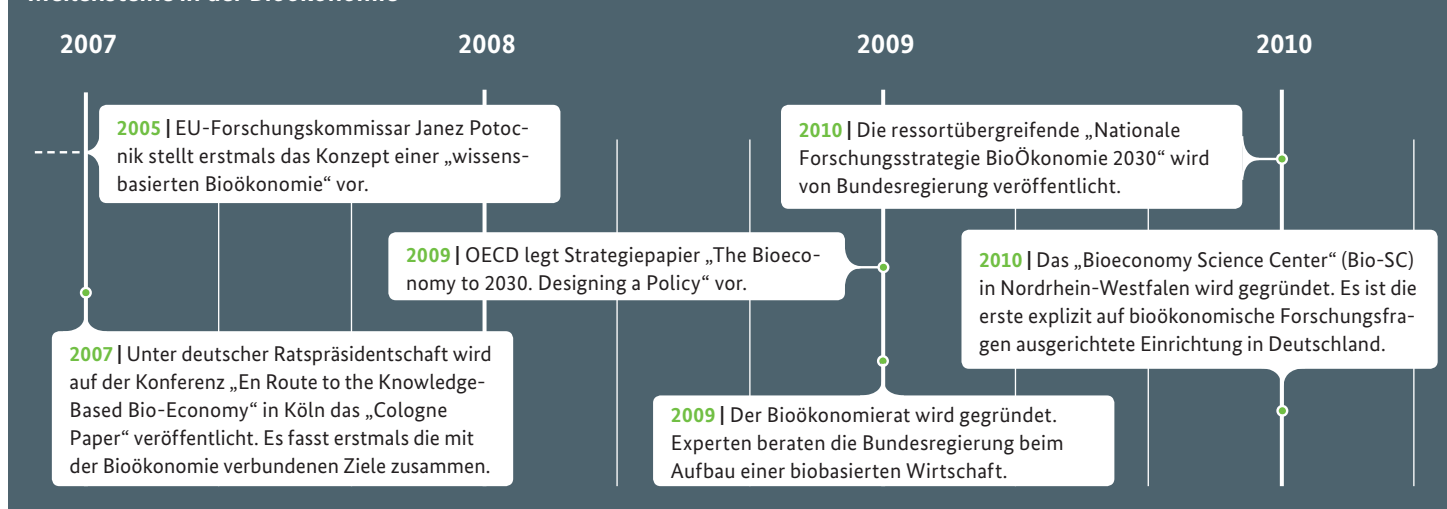 2007
2008
2009
2010
2005 | EU-Forschungskommissar Janez Potoc-
nik stellt erstmals das Konzept einer „wissens-
basierten Bioökonomie“ vor.
2010 | Die ressortübergreifende „Nationale
Forschungsstrategie BioÖkonomie 2030“ wird
von Bundesregierung veröffentlicht.
2009 | OECD legt Strategiepapier „The Bioeco-
nomy to 2030. Designing a Policy“ vor.
2010 | Das „Bioeconomy Science Center“ (Bio-SC)
in Nordrhein-Westfalen wird gegründet. Es ist die
erste explizit auf bioökonomische Forschungsfra-
gen ausgerichtete Einrichtung in Deutschland.
2007 | Unter deutscher Ratspräsidentschaft wird
auf der Konferenz „En Route to the Knowledge-
Based Bio-Economy“ in Köln das „Cologne
Paper“ veröffentlicht. Es fasst erstmals die mit
der Bioökonomie verbundenen Ziele zusammen.
2009 | Der Bioökonomierat wird gegründet.
Experten beraten die Bundesregierung beim
Aufbau einer biobasierten Wirtschaft.